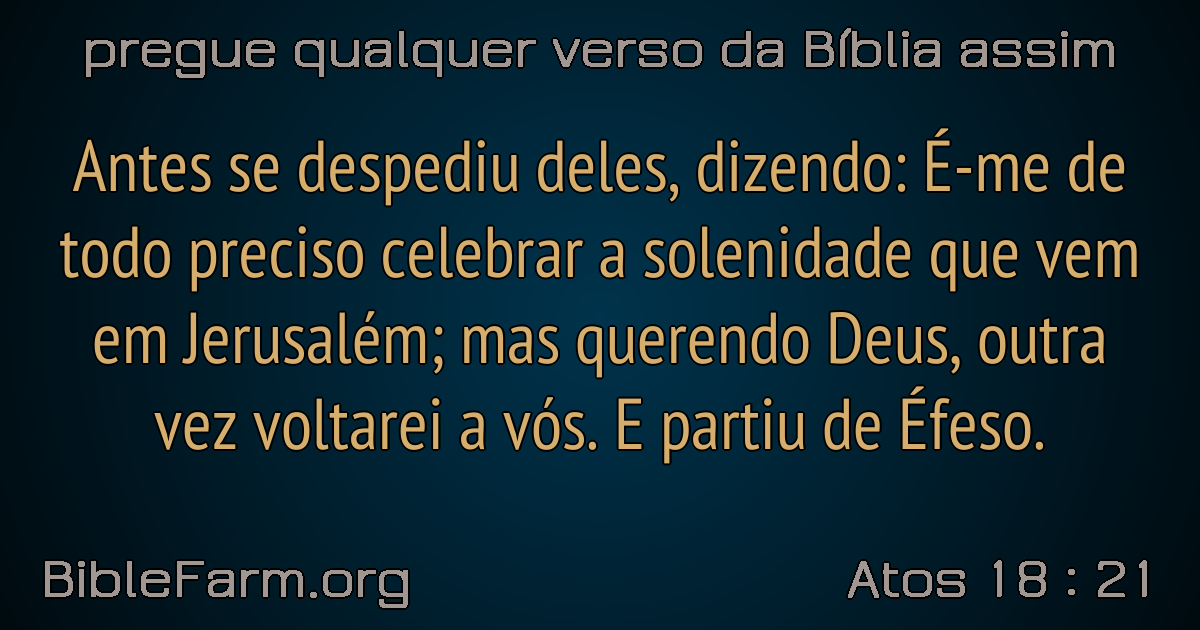 pregue qualquer verso da Bíblia assim
Antes se despediu deles, dizendo: É-me de
todo preciso celebrar a solenidade que vem
em Jerusalém; mas querendo Deus, outra
vez voltarei a vós. E partiu de Éfeso.
BibleFarm.org
Atos 18 : 21